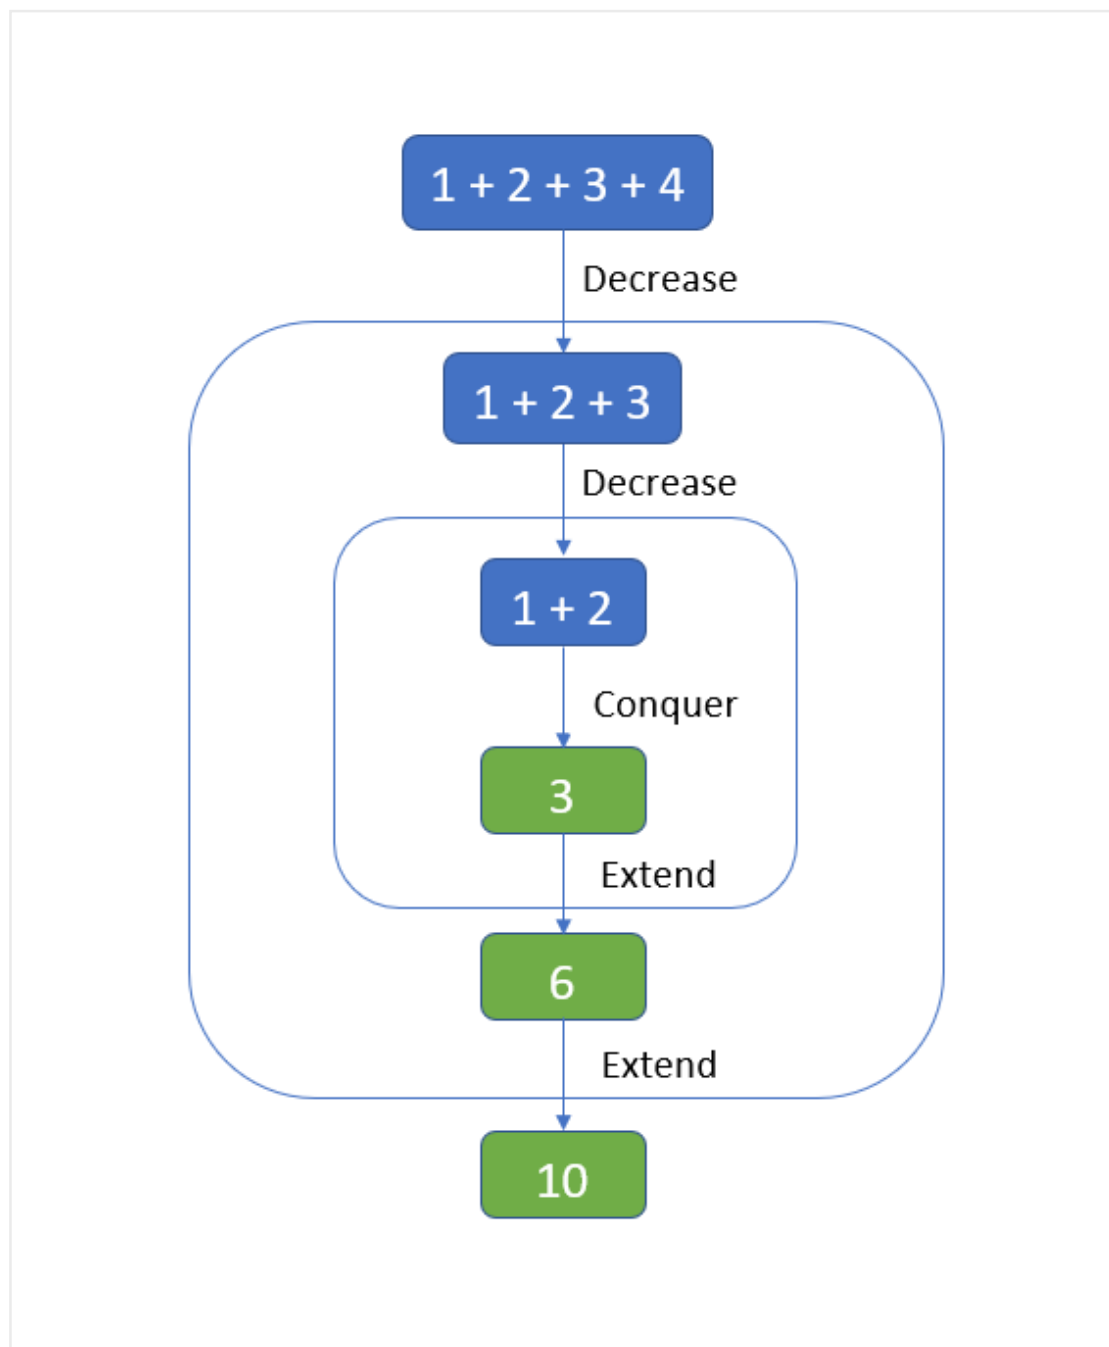 1 + 2 + 3 + 4
Decrease
1 + 2 + 3
Decrease
1 + 2
Conquer
3
Extend
6
Extend
10